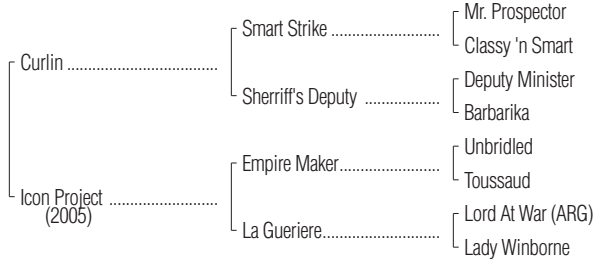 Mr. Prospector
Smart Strike ......................
Classy 'n Smart
Curlin ..............................
Deputy Minister
Sherriff's Deputy ...............
Barbarika
Unbridled
Empire Maker....................
Toussaud
Icon Project ......................
(2005)
Lord At War (ARG)
La Gueriere.......................
Lady Winborne